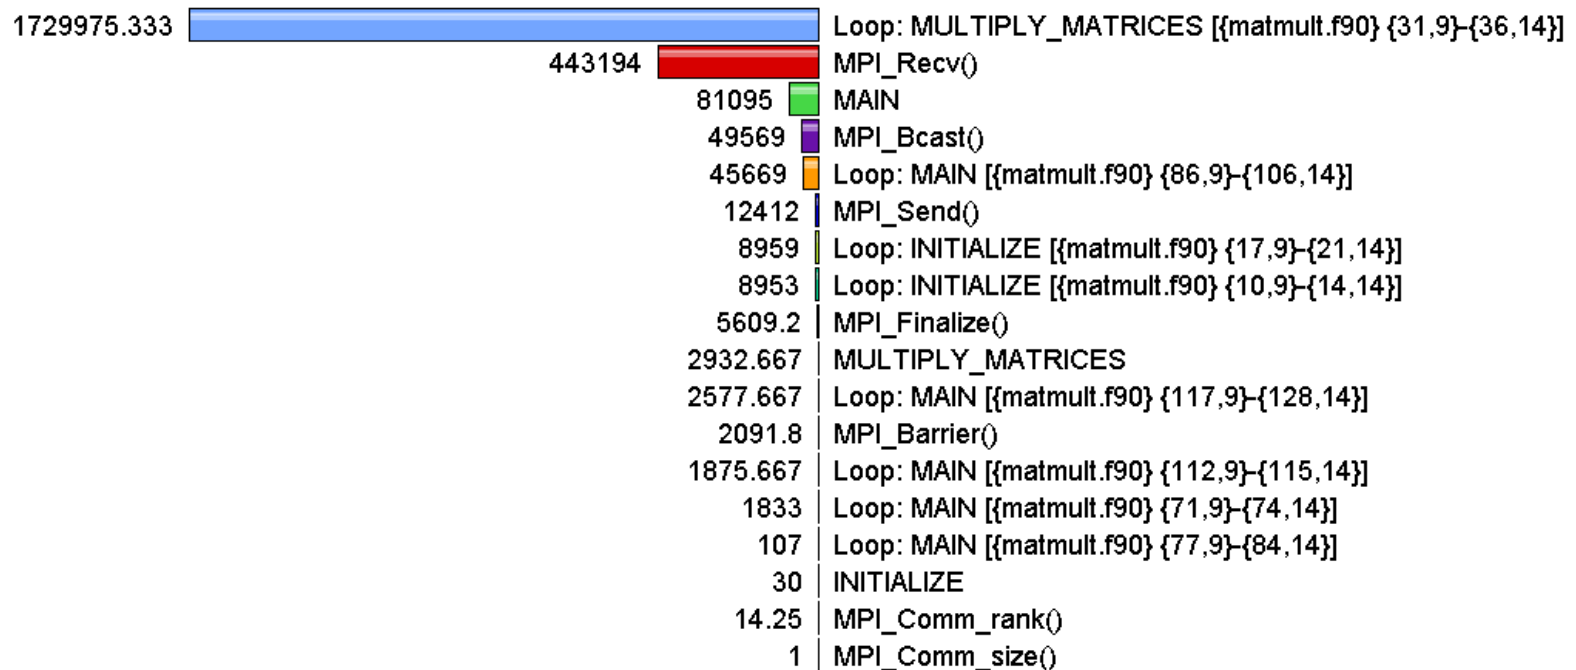 1729975.333 Loop: MULTIPLY_MATRICES [{matmult.f90} {31,9}-{36,14}]
443194 MPI_Recv()
81095 MAIN
49569 MPI_Bcast()
45669 Loop: MAIN [{matmult.f90} {86,9}-{106,14}]
12412 MPI_Send()
8959 Loop: INITIALIZE [{matmult.f90} {17,9}-{21,14}]
8953 Loop: INITIALIZE [{matmult.f90} {10,9}-{14,14}]
5609.2 MPI_Finalize()
2932.667 MULTIPLY_MATRICES
2577.667 Loop: MAIN [{matmult.f90} {117,9}-{128,14}]
2091.8 MPI_Barrier()
1875.667 Loop: MAIN [{matmult.f90} {112,9}-{115,14}]
1833 Loop: MAIN [{matmult.f90} {71,9}-{74,14}]
107 Loop: MAIN [{matmult.f90} {77,9}-{84,14}]
30 INITIALIZE
14.25 MPI_Comm_rank()
1 MPI_Comm_size()